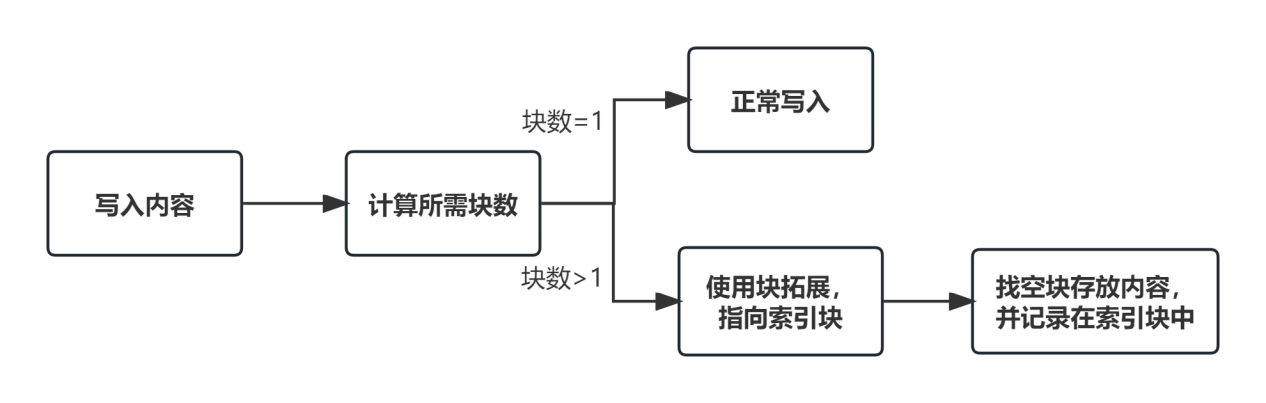 写入内容
计算所需块数
块数=1
正常写入
块数>1
使用块拓展，
指向索引块
找空块存放内容，
并记录在索引块中